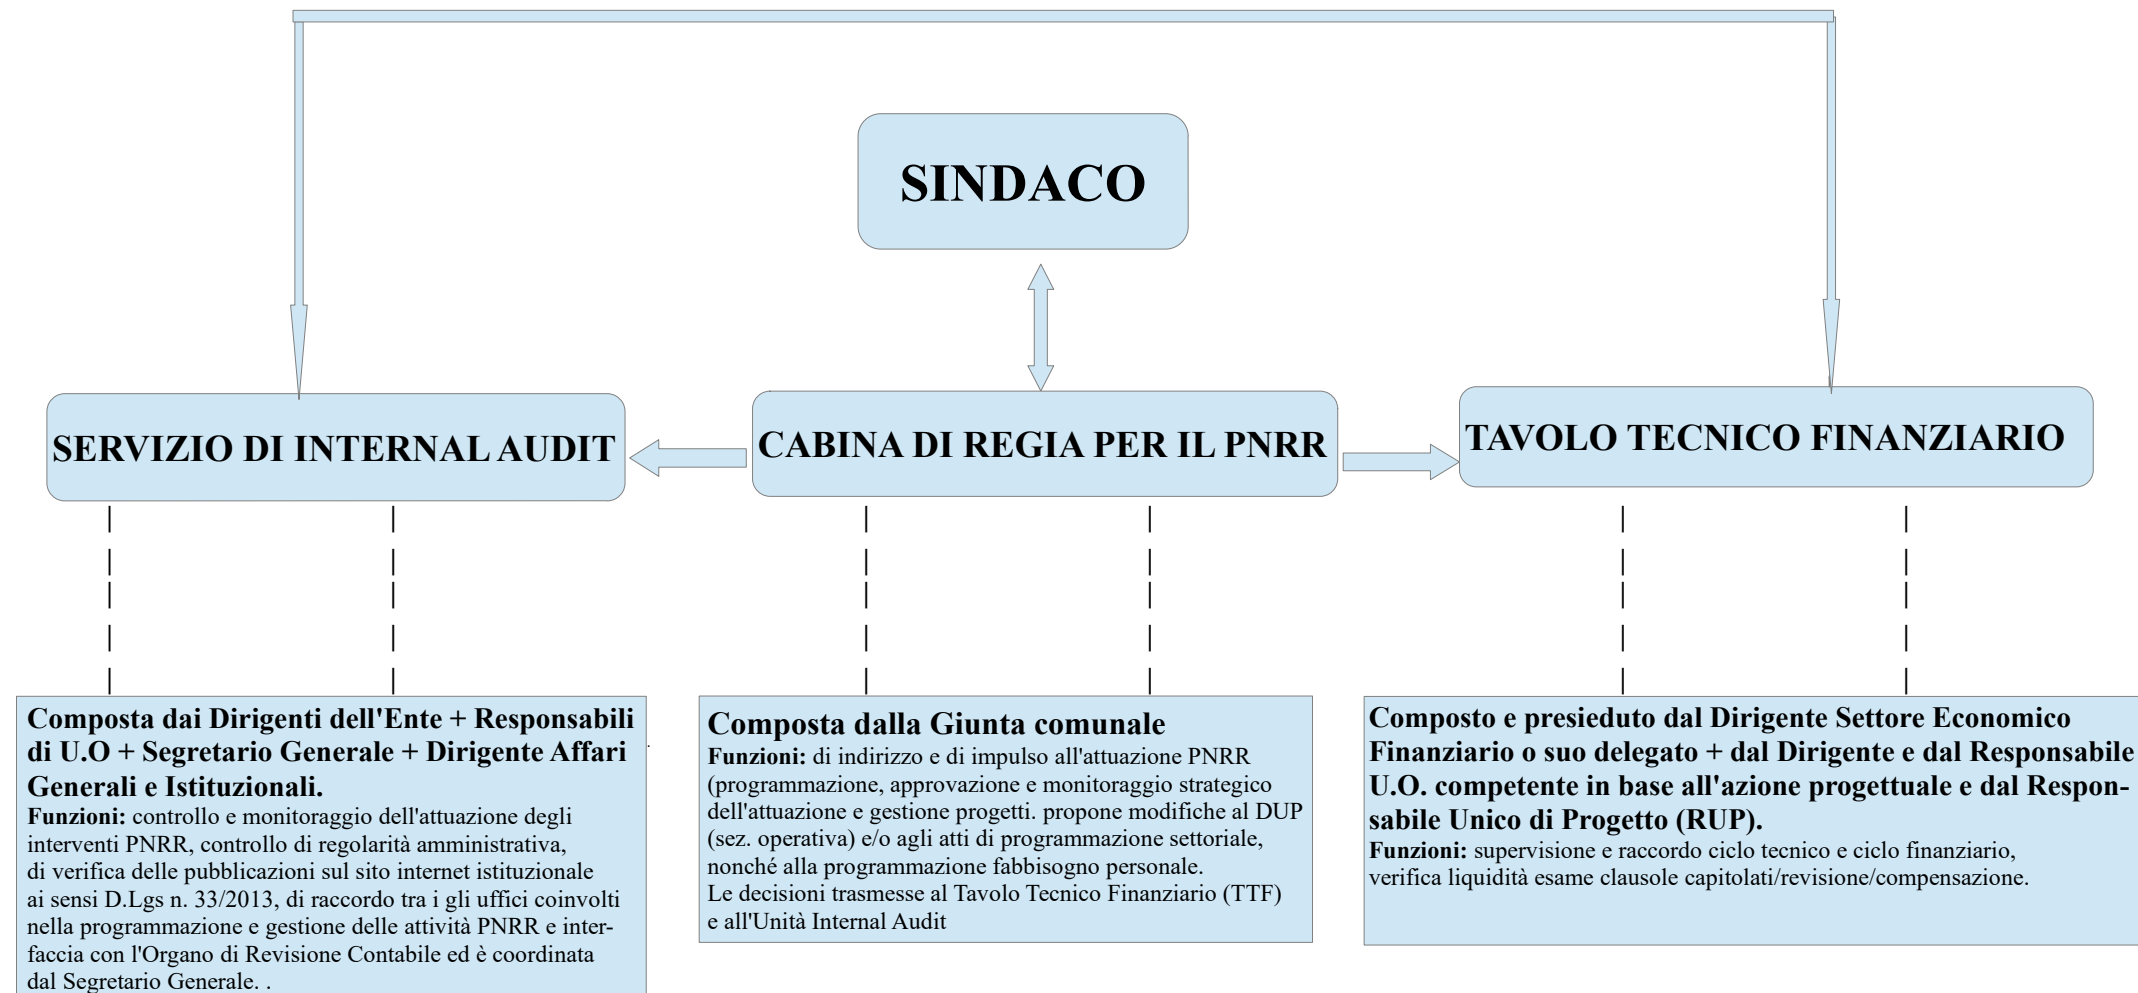 SINDACO
SERVIZIO DI INTERNAL AUDIT
CABINA DI REGIA PER IL PNRR
TAVOLO TECNICO FINANZIARIO
Composta dai Dirigenti dell'Ente + Responsabili
di U.O + Segretario Generale + Dirigente Affari
Generali e Istituzionali.
Funzioni: controllo e monitoraggio dell'attuazione degli
interventi PNRR, controllo di regolarità amministrativa,
di verifica delle pubblicazioni sul sito internet istituzionale
ai sensi D.Lgs n. 33/2013, di raccordo tra i gli uffici coinvolti
nella programmazione e gestione delle attività PNRR e inter-
faccia con l'Organo di Revisione Contabile ed è coordinata
dal Segretario Generale. .
.
Composta dalla Giunta comunale
Funzioni: di indirizzo e di impulso all'attuazione PNRR
(programmazione, approvazione e monitoraggio strategico
dell'attuazione e gestione progetti. propone modifiche al DUP
(sez. operativa) e/o agli atti di programmazione settoriale,
nonché alla programmazione fabbisogno personale.
Le decisioni trasmesse al Tavolo Tecnico Finanziario (TTF)
e all'Unità Internal Audit
Composto e presieduto dal Dirigente Settore Economico
Finanziario o suo delegato + dal Dirigente e dal Responsabile
U.O. competente in base all'azione progettuale e dal Respon-
sabile Unico di Progetto (RUP).
Funzioni: supervisione e raccordo ciclo tecnico e ciclo finanziario,
verifica liquidità esame clausole capitolati/revisione/compensazione.